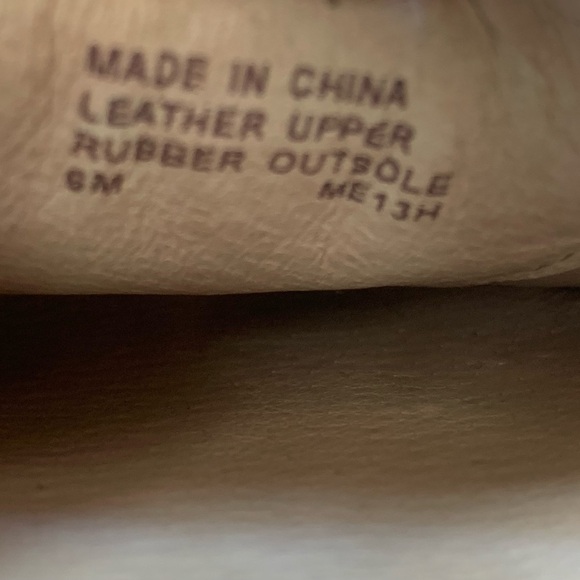 MADE IN CHINA
LEATHER UPPER
RUBBER OUTSOLE
6M ME13H